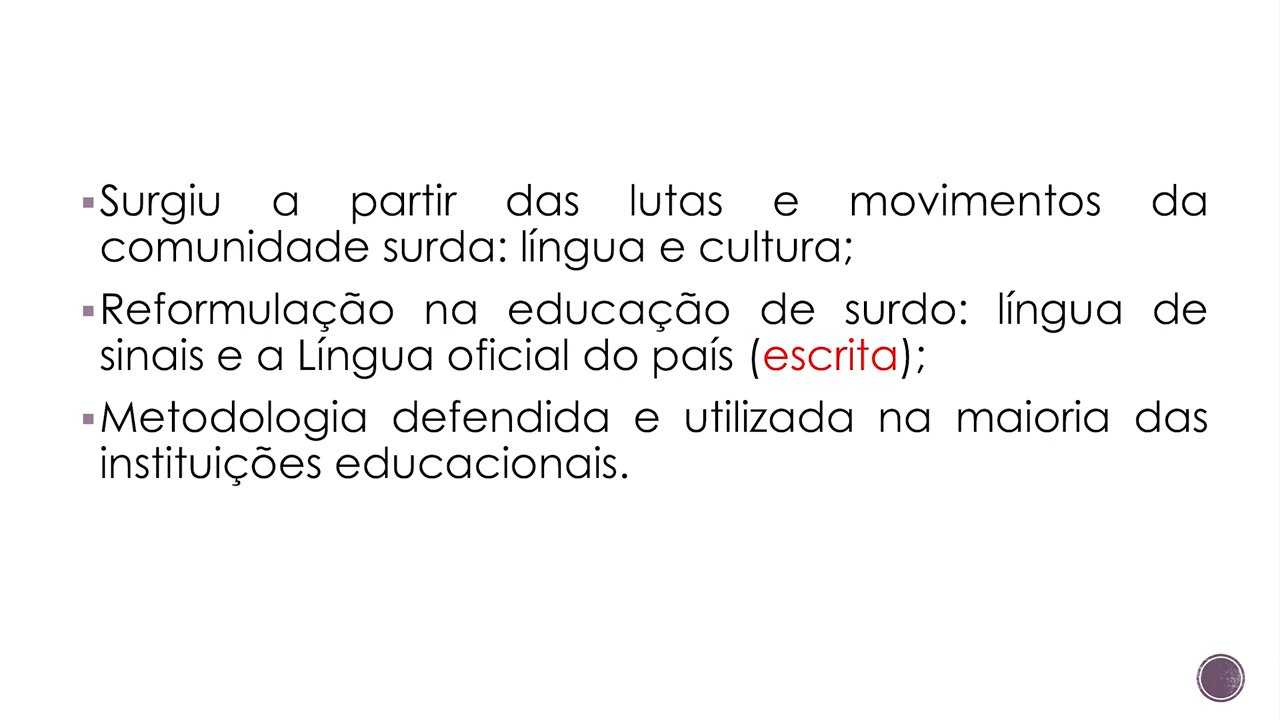 ▪Surgiu a partir das lutas e movimentos da
comunidade surda: língua e cultura;
▪Reformulação na educação de surdo: língua de
sinais e a Língua oficial do país (escrita);
▪Metodologia defendida e utilizada na maioria das
instituições educacionais.